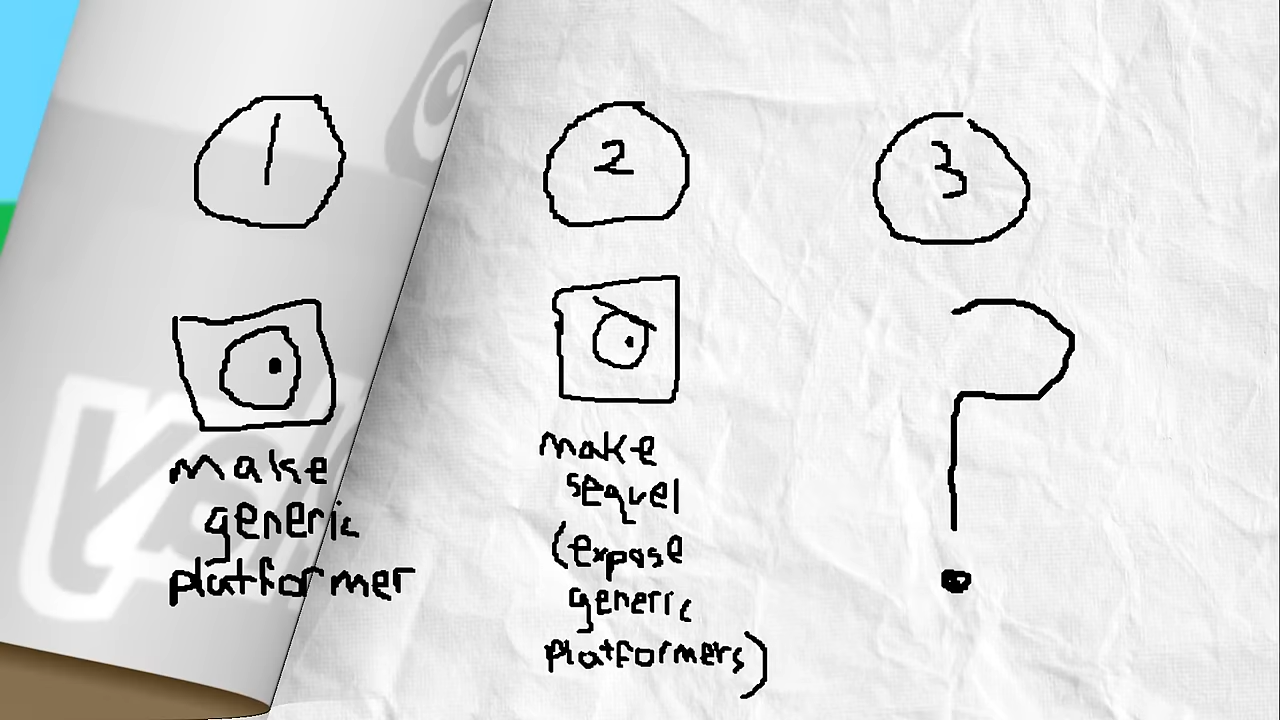 1
2
3
make
generic
platformer
make
sequel
(expose
generic
platformers)
?